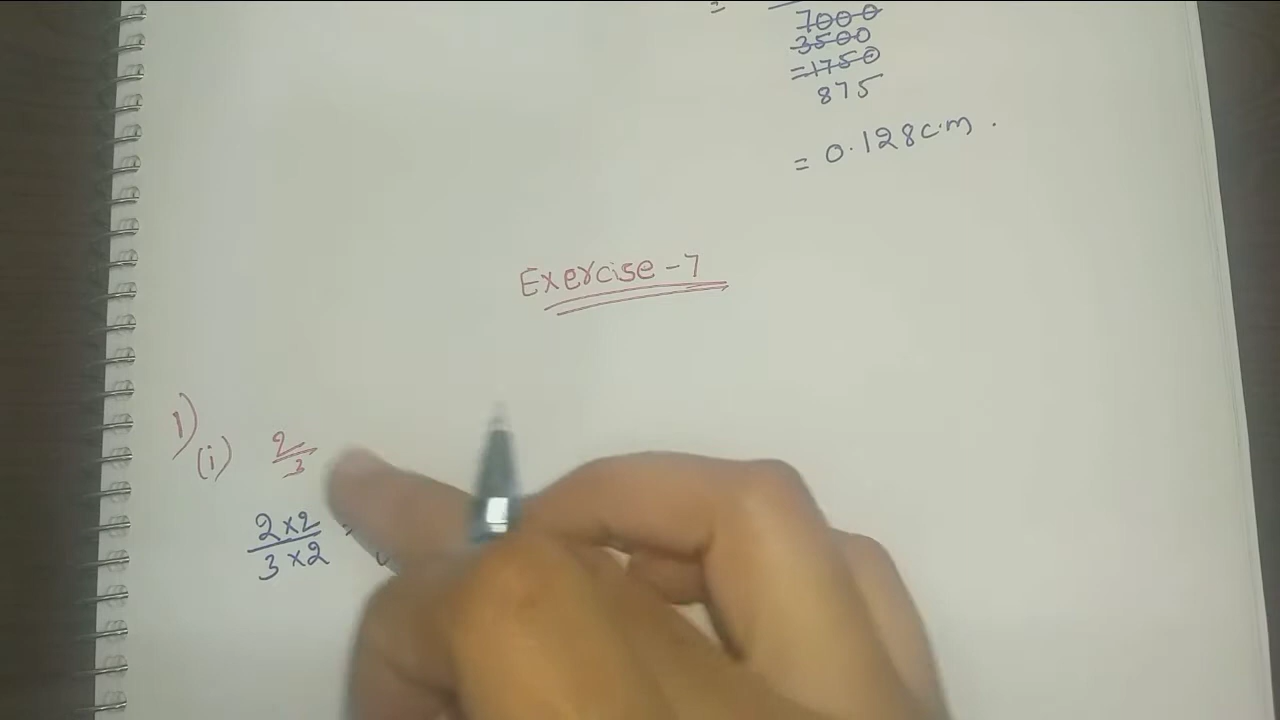 =
7000
3500
=1750
875
= 0.128cm.
Exercise-7
1)
(i) 2/3
2×2/3×2 =